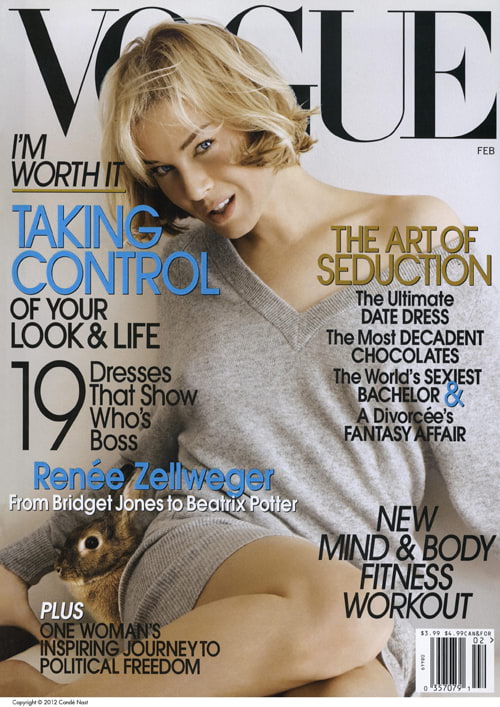 VOGUE
FEB
I'M
WORTH IT
TAKING
CONTROL
OF YOUR
LOOK & LIFE
19 Dresses
That Show
Who's
Boss
Renée Zellweger
From Bridget Jones to Beatrix Potter
THE ART OF
SEDUCTION
The Ultimate
DATE DRESS
The Most DECADENT
CHOCOLATES
The World's SEXIEST
BACHELOR &
A Divorcée's
FANTASY AFFAIR
NEW
MIND & BODY
FITNESS
WORKOUT
PLUS
ONE WOMAN'S
INSPIRING JOURNEY TO
POLITICAL FREEDOM
$3.99 $4.99CAN&FOR
02 >
0 357079 1
Copyright © 2012 Condé Nast